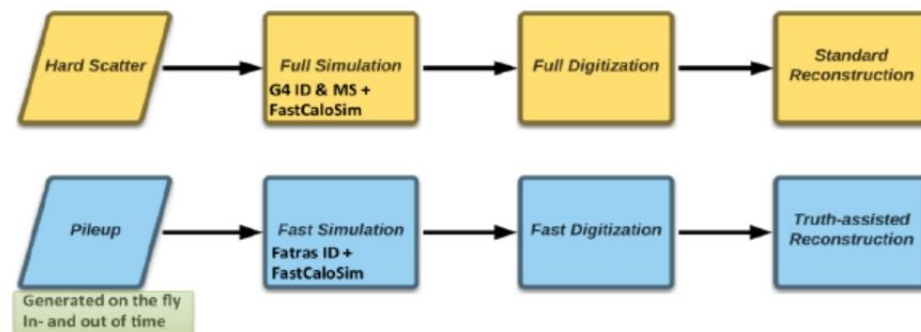 Hard Scatter
Full Simulation
G4 ID & MS +
FastCaloSim
Full Digitization
Standard
Reconstruction
Pileup
Fast Simulation
Fatras ID +
FastCaloSim
Fast Digitization
Truth-assisted
Reconstruction
Generated on the fly
In- and out of time